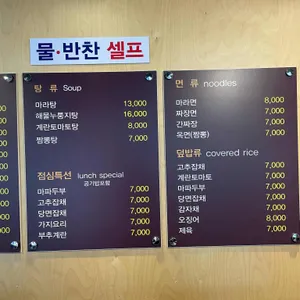 물·반찬 셀프
탕 류 Soup
마라탕 13,000
해물누룽지탕 16,000
계란토마토탕 8,000
짬뽕탕 7,000
점심특선 lunch special
공기밥포함
마파두부 7,000
고추잡채 7,000
당면잡채 7,000
가지요리 7,000
부추계란 7,000
면 류 noodles
마라면 8,000
짜장면 7,000
간짜장 7,000
옥면(짬뽕) 7,000
덮밥류 covered rice
고추잡채 7,000
계란토마토 7,000
마파두부 7,000
당면잡채 7,000
감자채 7,000
오징어 8,000
제육 7,000